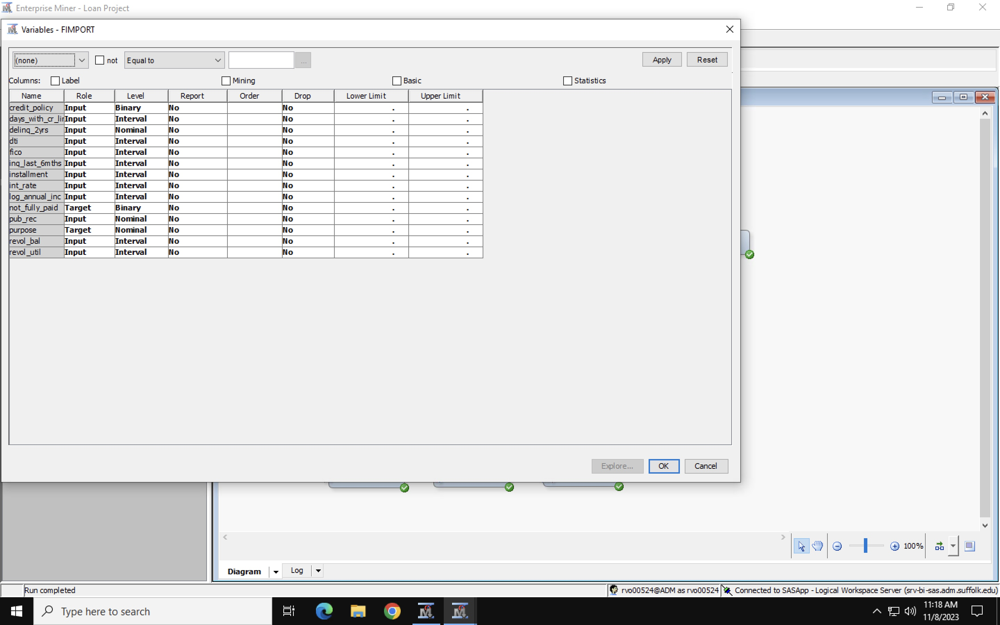 Enterprise Miner - Loan Project
Variables - FIMPORT
(none) not Equal to ... Apply Reset
Columns: Label Mining Basic Statistics
Name Role Level Report Order Drop Lower Limit Upper Limit
credit_policy Input Binary No No . .
days_with_cr_lir Input Interval No No . .
delinq_2yrs Input Nominal No No . .
dti Input Interval No No . .
fico Input Interval No No . .
inq_last_6mths Input Interval No No . .
installment Input Interval No No . .
int_rate Input Interval No No . .
log_annual_inc Input Interval No No . .
not_fully_paid Target Binary No No . .
pub_rec Input Nominal No No . .
purpose Target Nominal No No . .
revol_bal Input Interval No No . .
revol_util Input Interval No No . .
Explore... OK Cancel
100%
Diagram Log
Run completed rvo00524@ADM as rvo00524 Connected to SASApp - Logical Workspace Server (srv-bi-sas.adm.suffolk.edu)
Type here to search
11:18 AM
11/8/2023